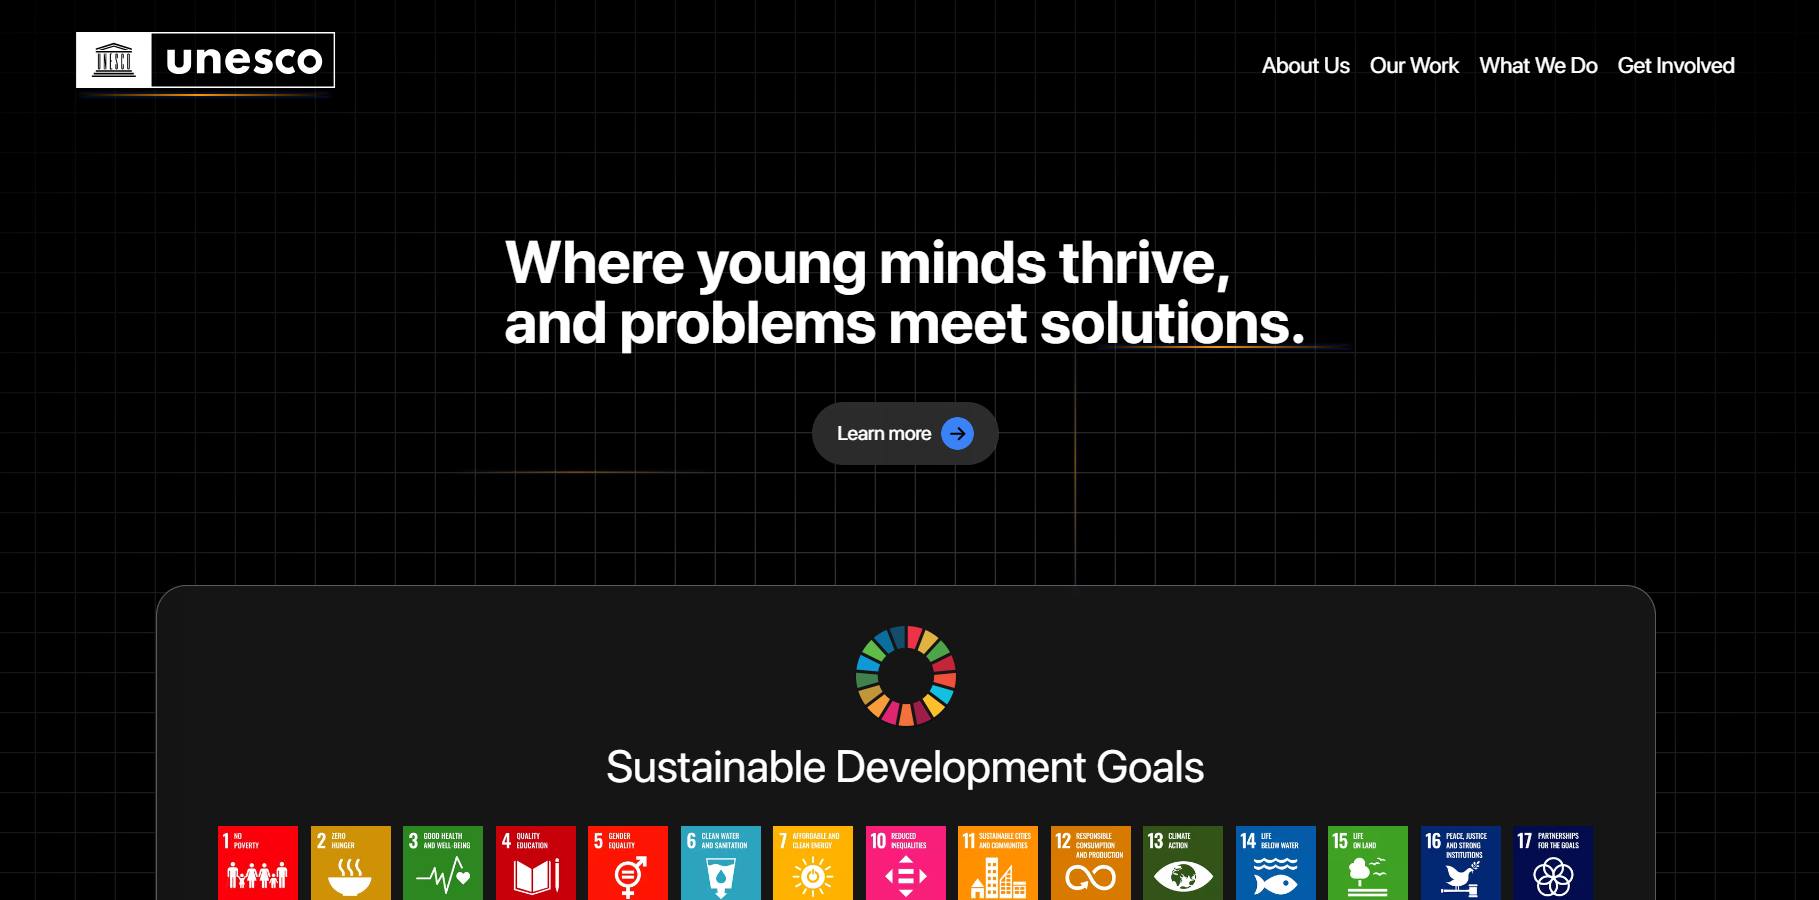 UNESCO
unesco
About Us
Our Work
What We Do
Get Involved
Where young minds thrive,
and problems meet solutions.
Learn more
Sustainable Development Goals
1 NO
POVERTY
2 ZERO
HUNGER
3 GOOD HEALTH
AND WELL-BEING
4 QUALITY
EDUCATION
5 GENDER
EQUALITY
6 CLEAN WATER
AND SANITATION
7 AFFORDABLE AND
CLEAN ENERGY
10 REDUCED
INEQUALITIES
11 SUSTAINABLE CITIES
AND COMMUNITIES
12 RESPONSIBLE
CONSUMPTION
AND PRODUCTION
13 CLIMATE
ACTION
14 LIFE
BELOW WATER
15 LIFE
ON LAND
16 PEACE, JUSTICE
AND STRONG
INSTITUTIONS
17 PARTNERSHIPS
FOR THE GOALS